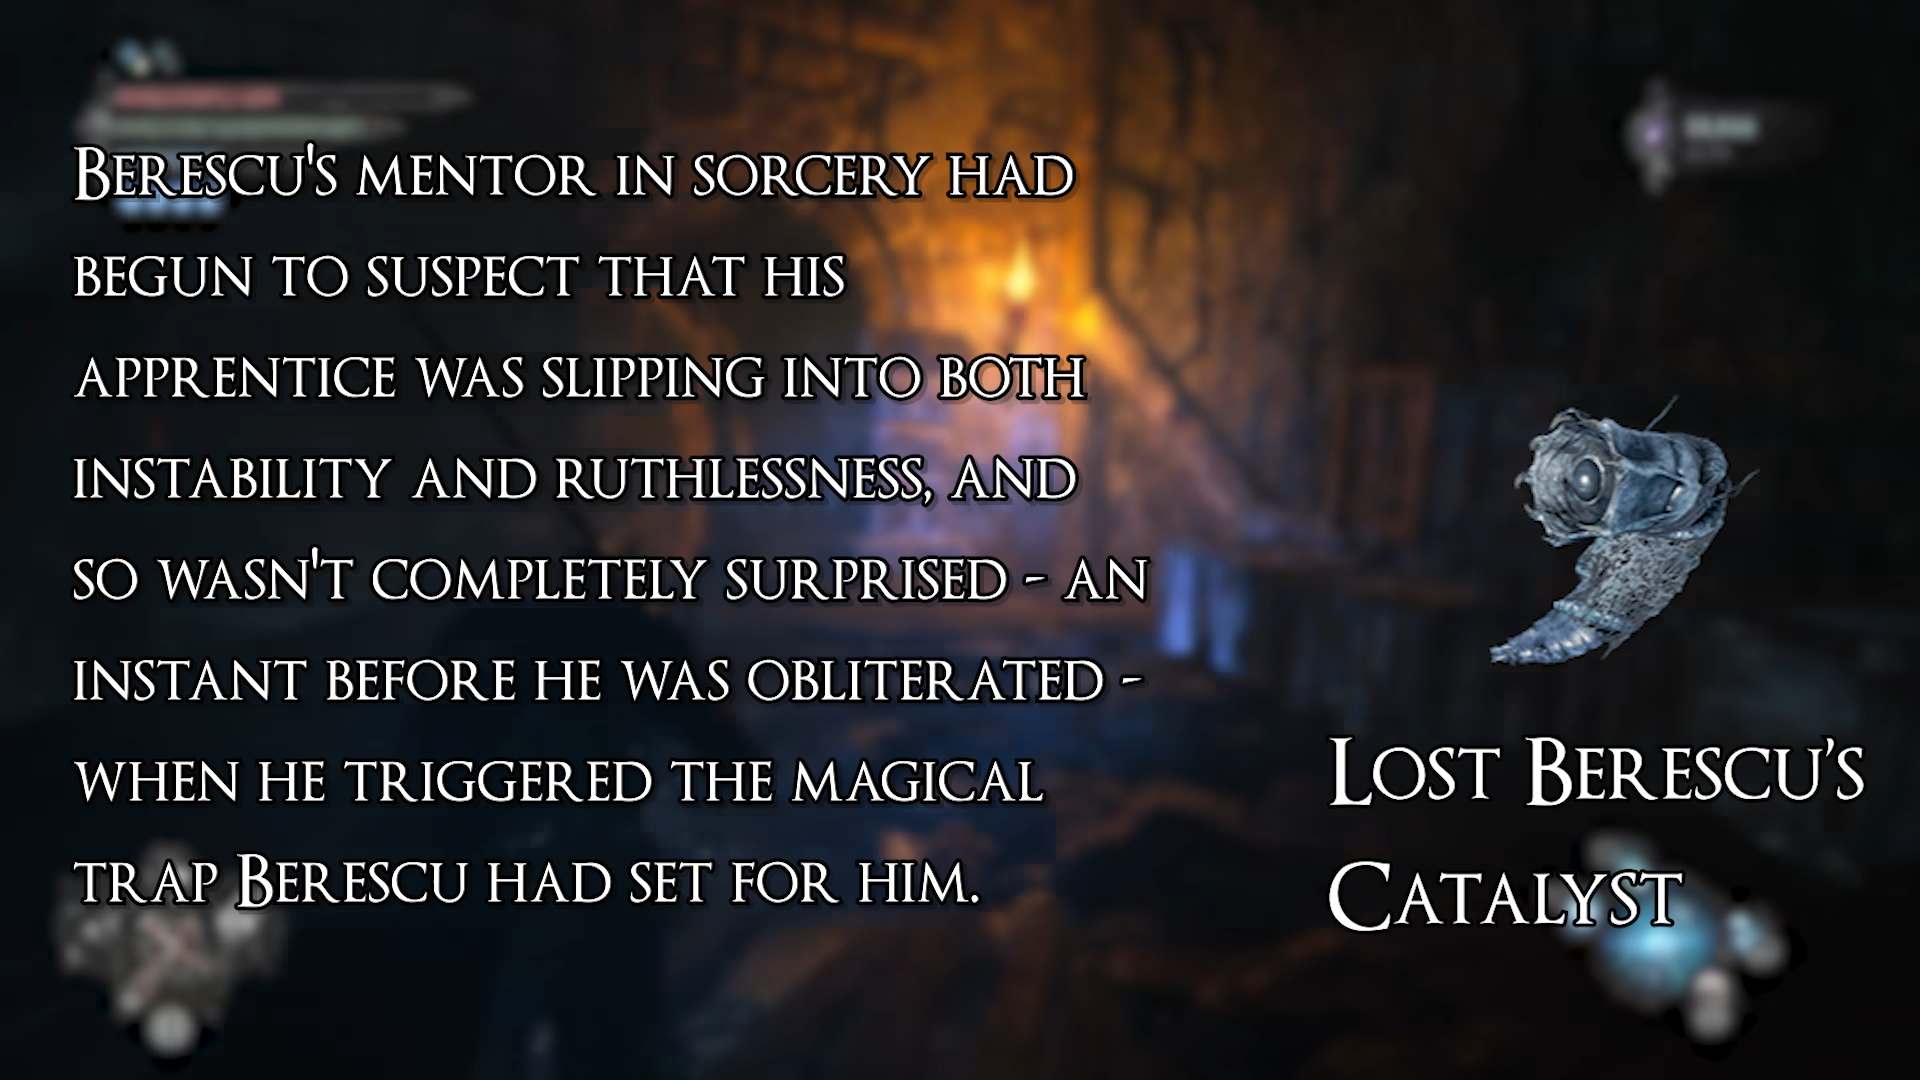 Berescu's mentor in sorcery had
begun to suspect that his
apprentice was slipping into both
instability and ruthlessness, and
so wasn't completely surprised - an
instant before he was obliterated -
when he triggered the magical
trap Berescu had set for him.
Lost Berescu’s
Catalyst